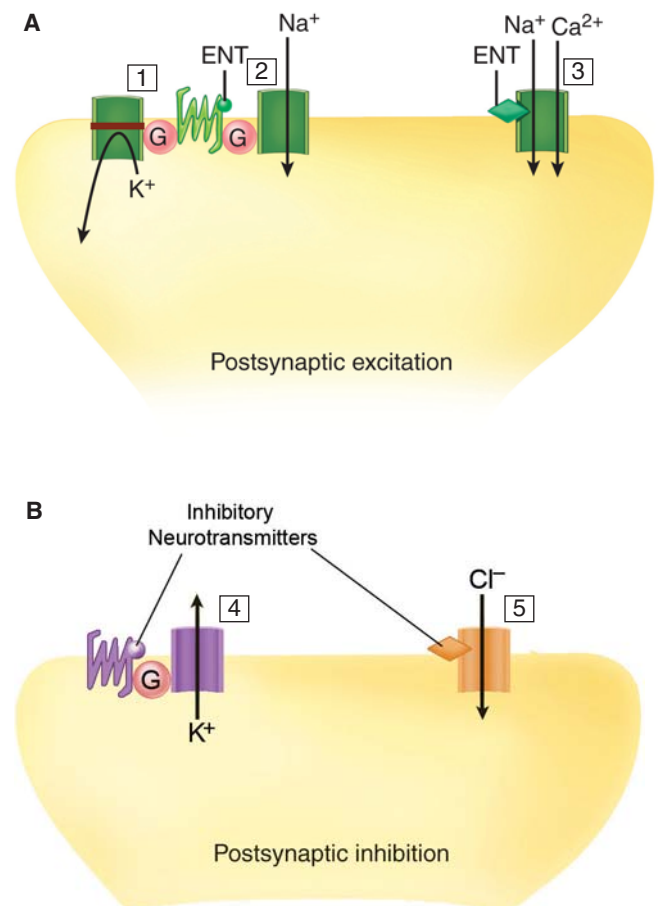 A
Na⁺
ENT
1
2
G
G
K⁺
Na⁺ Ca²⁺
ENT
3
Postsynaptic excitation
B
Inhibitory
Neurotransmitters
4
G
K⁺
Cl⁻
5
Postsynaptic inhibition